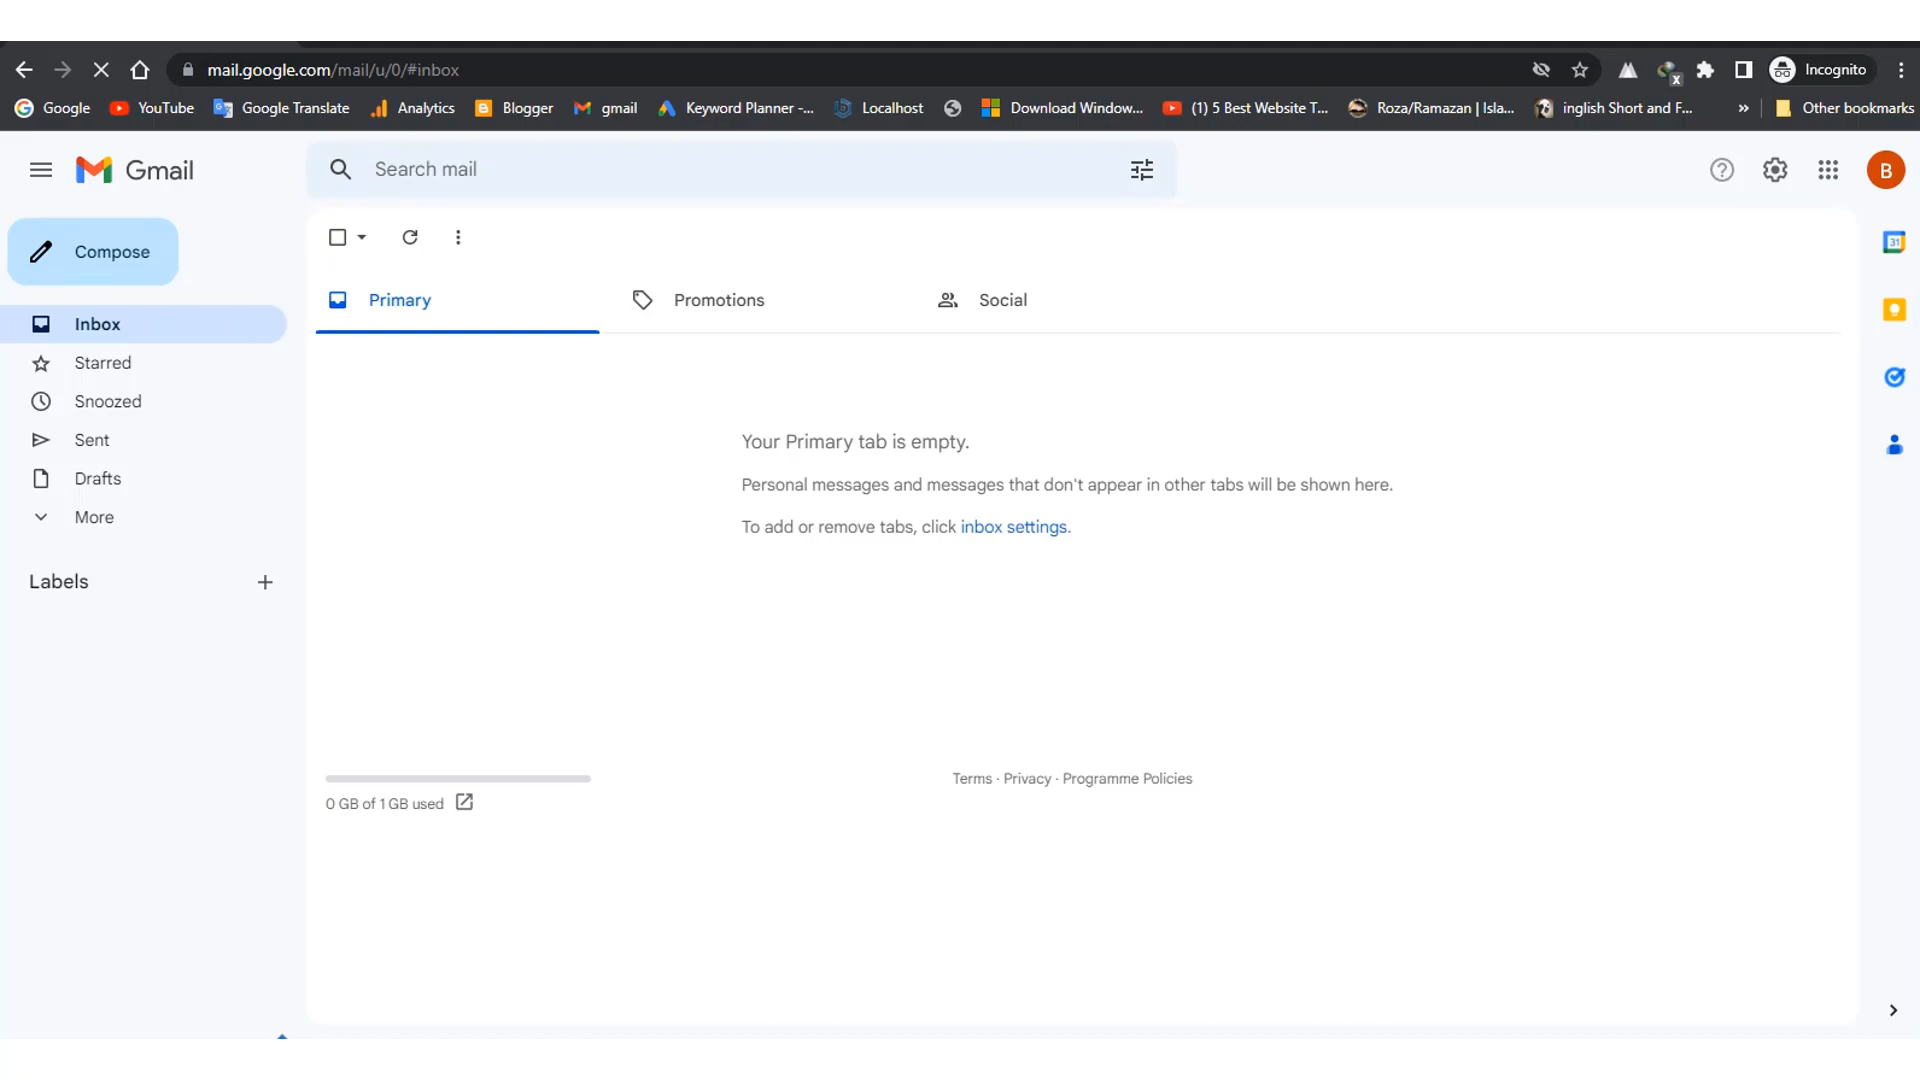 mail.google.com/mail/u/0/#inbox
Incognito
Google YouTube Google Translate Analytics Blogger gmail Keyword Planner -... Localhost Download Window... (1) 5 Best Website T... Roza/Ramazan | Isla... inglish Short and F... » Other bookmarks
Gmail
Search mail
B
Compose
Inbox
Starred
Snoozed
Sent
Drafts
More
Labels
Primary Promotions Social
31
Your Primary tab is empty.
Personal messages and messages that don't appear in other tabs will be shown here.
To add or remove tabs, click inbox settings.
0 GB of 1 GB used
Terms · Privacy · Programme Policies